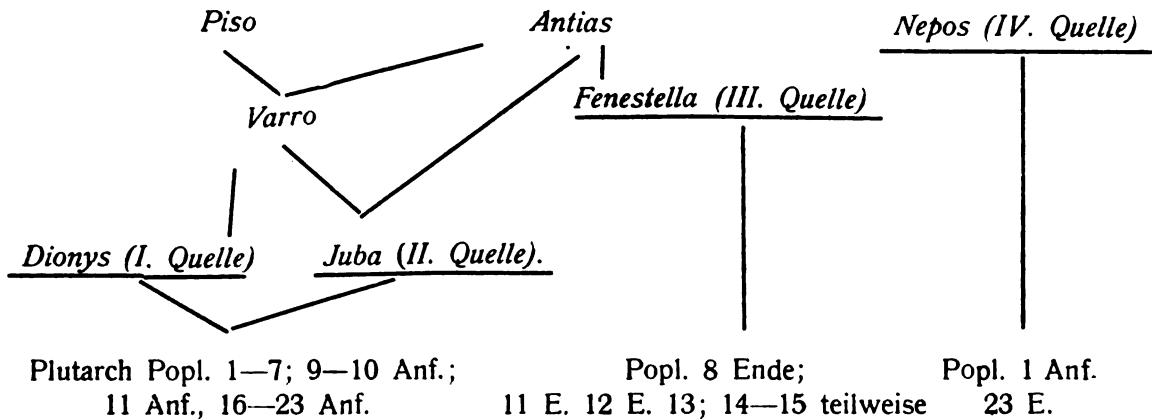 Piso Antias Nepos (IV. Quelle)
Fenestella (III. Quelle)
Varro
Dionys (I. Quelle) Juba (II. Quelle).
Plutarch Popl. 1—7; 9—10 Anf.; Popl. 8 Ende; Popl. 1 Anf.
11 Anf., 16—23 Anf. 11 E. 12 E. 13; 14—15 teilweise 23 E.